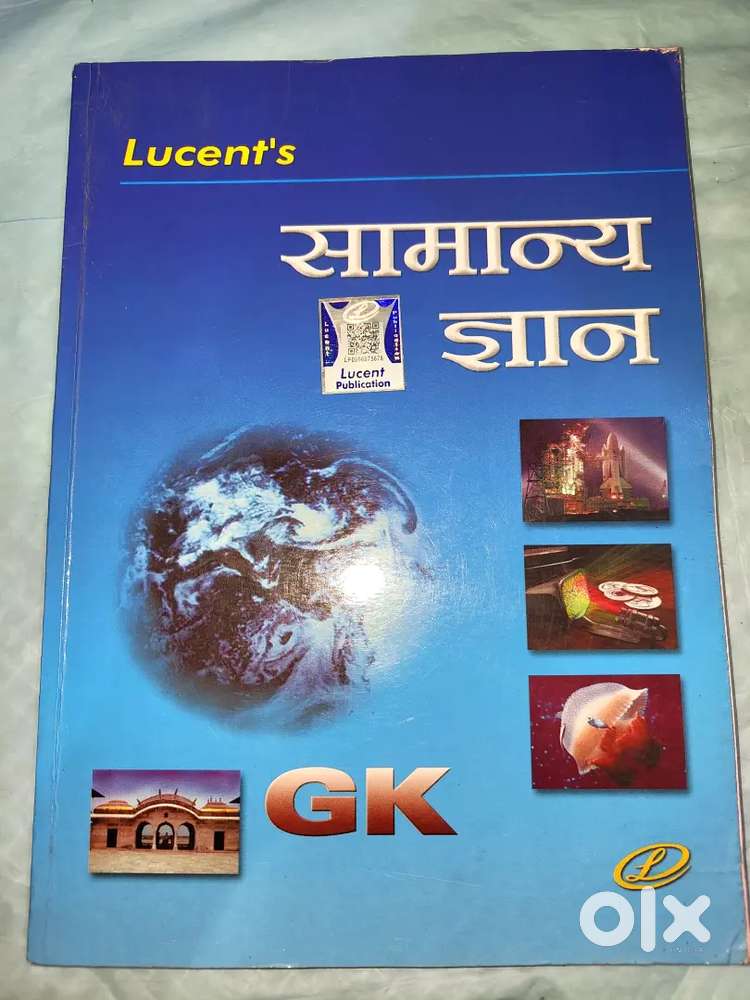 Lucent's
सामान्य
ज्ञान
Lucent
Publication
GK
olx